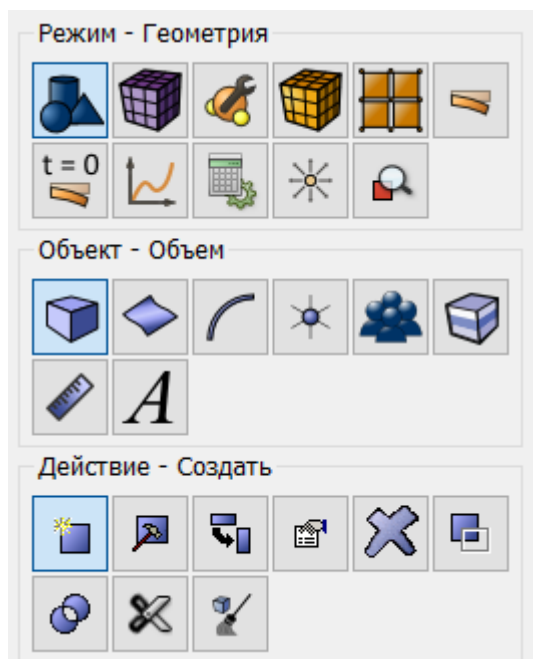 Режим - Геометрия
t = 0
Объект - Объем
A
Действие - Создать